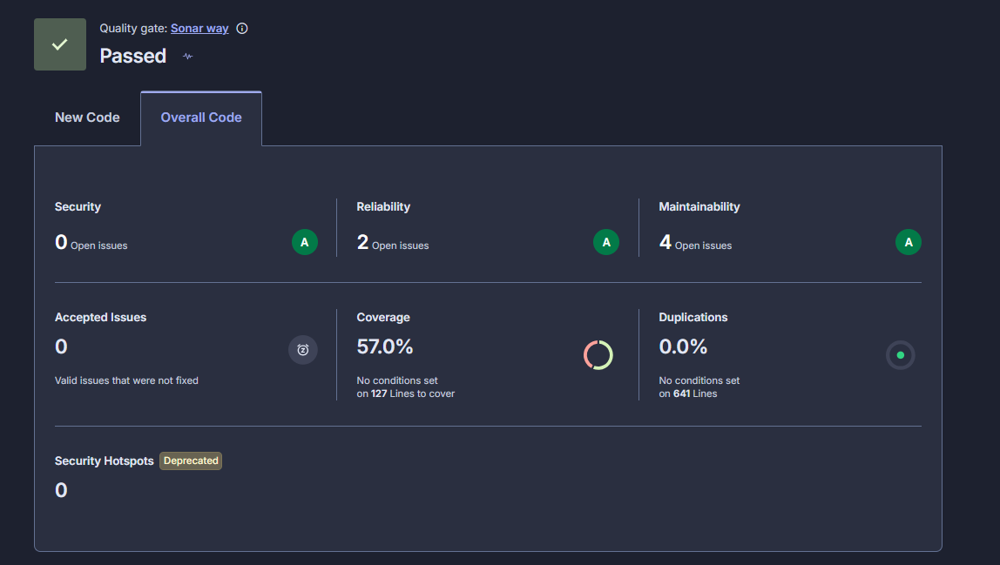 Quality gate: Sonar way
Passed
New Code
Overall Code
Security
0 Open issues
A
Reliability
2 Open issues
A
Maintainability
4 Open issues
A
Accepted Issues
0
Valid issues that were not fixed
Coverage
57.0%
No conditions set
on 127 Lines to cover
Duplications
0.0%
No conditions set
on 641 Lines
Security Hotspots Deprecated
0